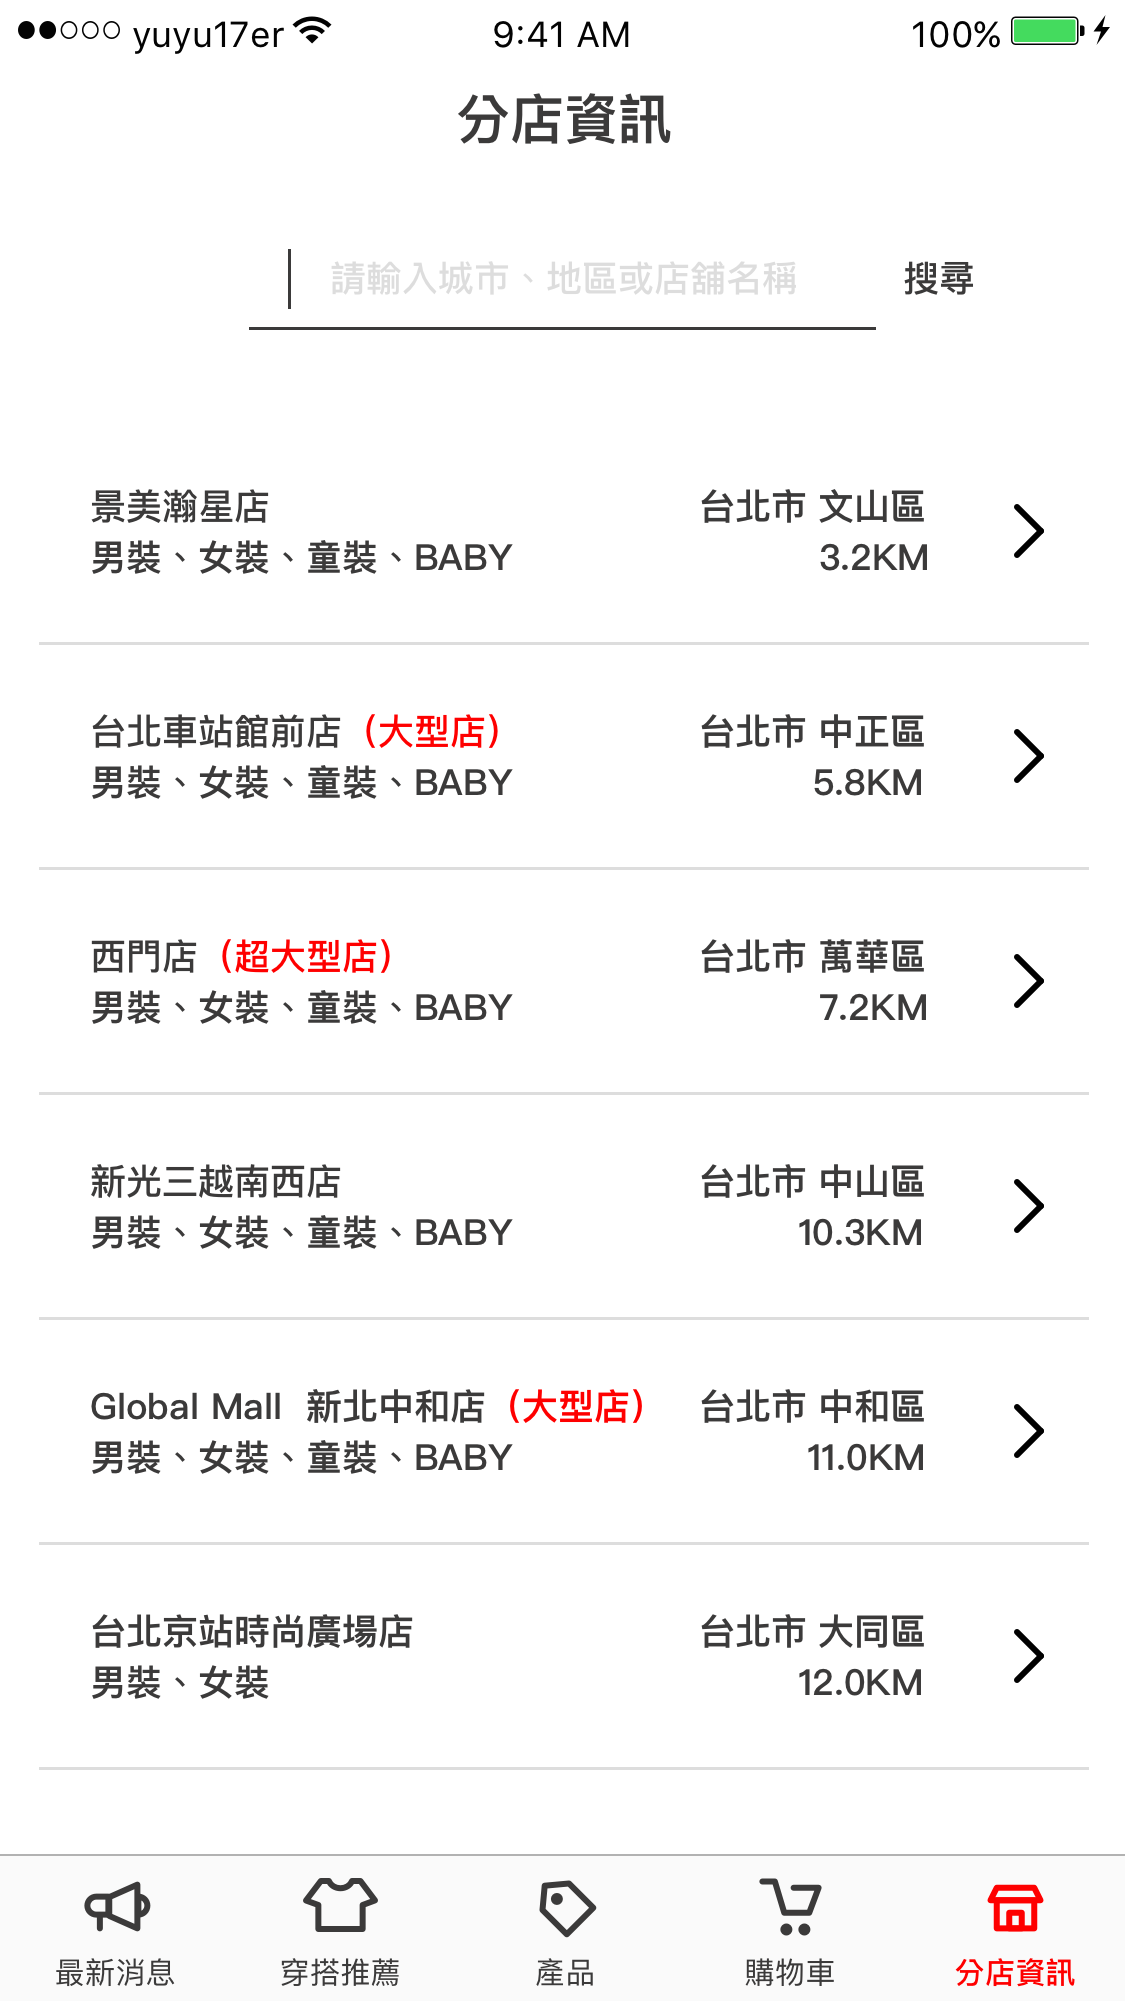 yuyu17er 9:41 AM 100%
分店資訊
請輸入城市、地區或店舖名稱 搜尋
景美瀚星店 台北市 文山區
男裝、女裝、童裝、BABY 3.2KM
台北車站館前店（大型店） 台北市 中正區
男裝、女裝、童裝、BABY 5.8KM
西門店（超大型店） 台北市 萬華區
男裝、女裝、童裝、BABY 7.2KM
新光三越南西店 台北市 中山區
男裝、女裝、童裝、BABY 10.3KM
Global Mall 新北中和店（大型店） 台北市 中和區
男裝、女裝、童裝、BABY 11.0KM
台北京站時尚廣場店 台北市 大同區
男裝、女裝 12.0KM
最新消息 穿搭推薦 產品 購物車 分店資訊